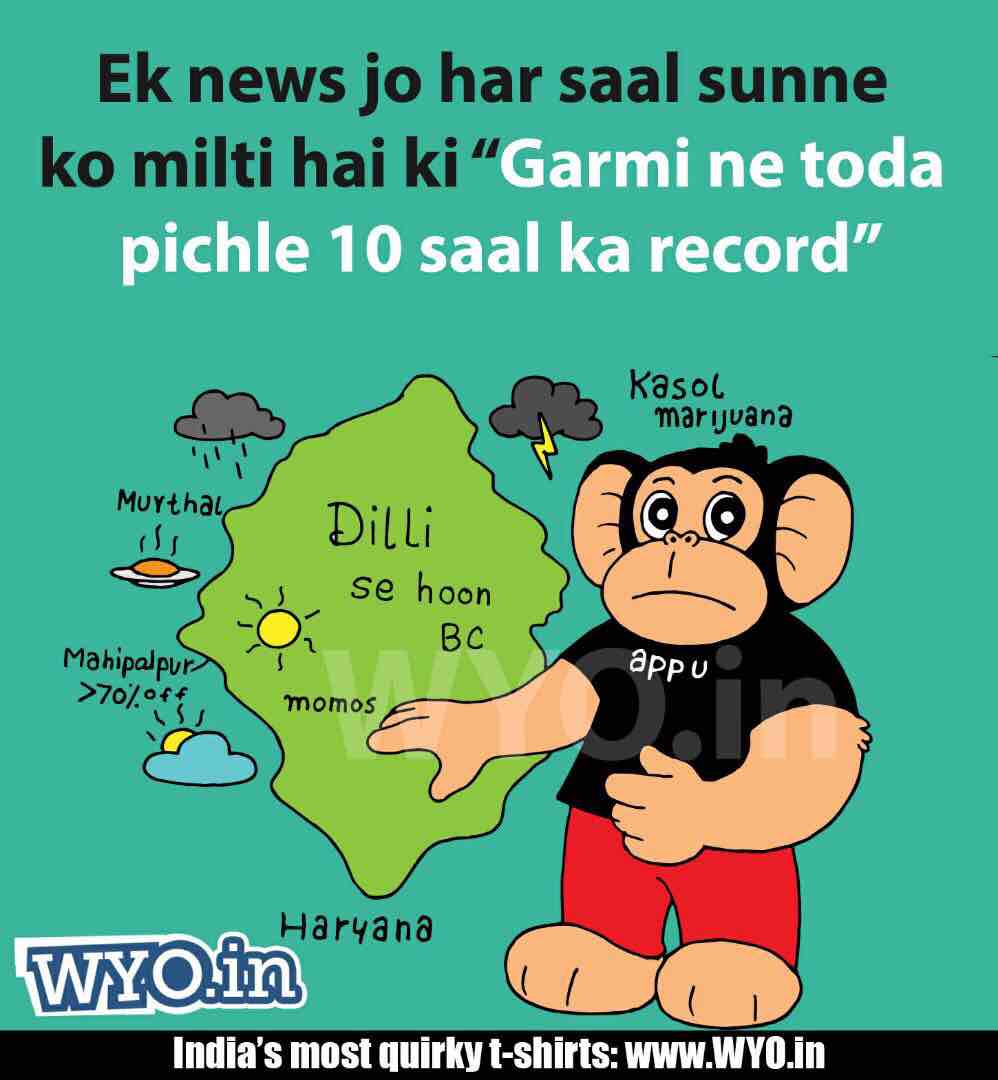 Ek news jo har saal sunne
ko milti hai ki “Garmi ne toda
pichle 10 saal ka record”
Kasol
marijuana
Murthal
Dilli
se hoon
BC
Mahipalpur
>70% off
momos
appu
WYO.in
Haryana
WYO.in
India’s most quirky t-shirts: www.WYO.in